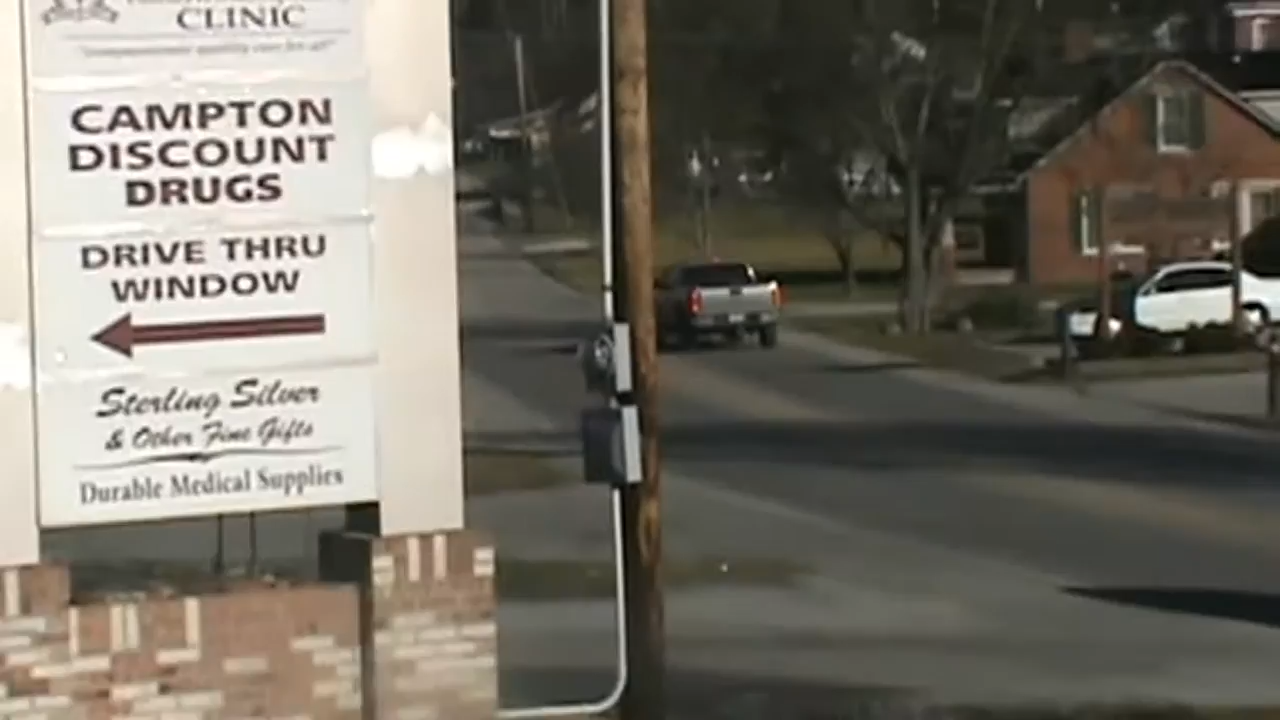 CLINIC
CAMPTON
DISCOUNT
DRUGS
DRIVE THRU
WINDOW
Sterling Silver
& Other Fine Gifts
Durable Medical Supplies